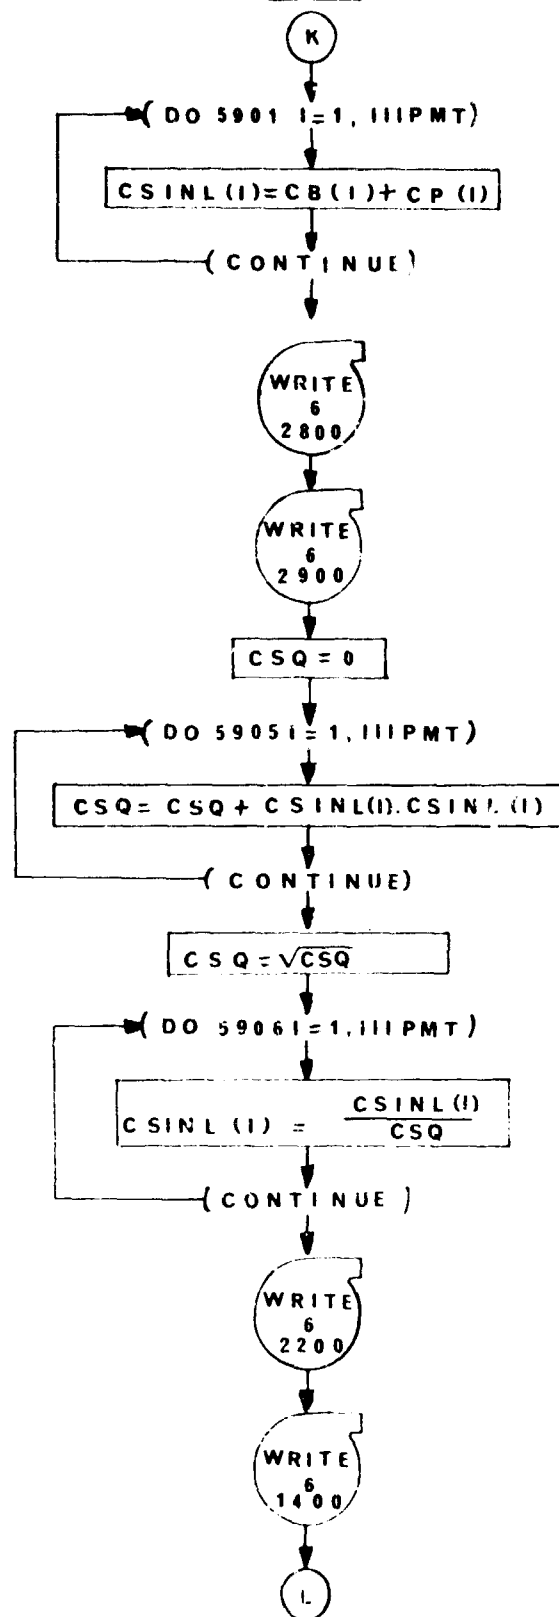 K
(DO 5901 I=1, IIIPMT)
CSINL(I)=CB(I)+CP(I)
(CONTINUE)
WRITE
6
2800
WRITE
6
2900
CSQ=0
(DO 5905I=1, IIIPMT)
CSQ=CSQ+CSINL(I).CSINL(I)
(CONTINUE)
CSQ=√CSQ
(DO 5906I=1,IIIPMT)
CSINL(I) = CSINL(I)
CSQ
(CONTINUE)
WRITE
6
2200
WRITE
6
1400
L